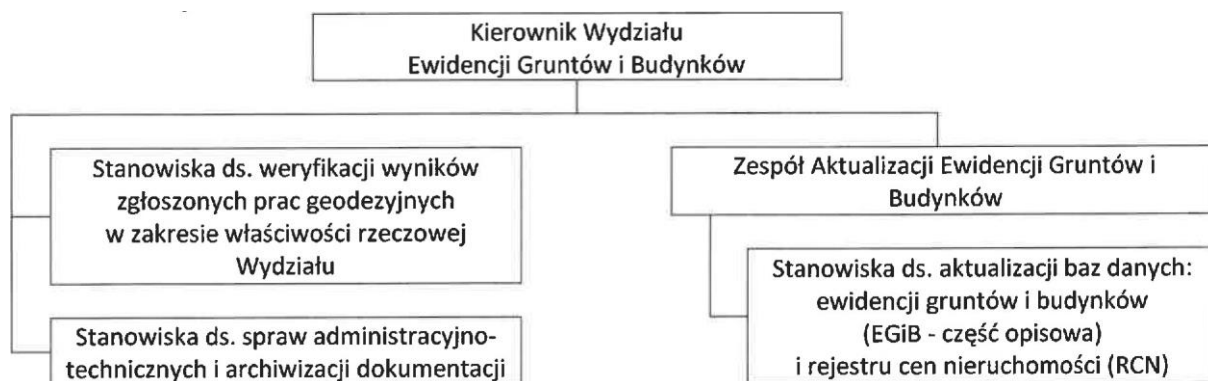 Kierownik Wydziału
Ewidencji Gruntów i Budynków
Stanowiska ds. weryfikacji wyników
zgłoszonych prac geodezyjnych
w zakresie właściwości rzeczowej
Wydziału
Stanowiska ds. spraw administracyjno-
technicznych i archiwizacji dokumentacji
Zespół Aktualizacji Ewidencji Gruntów i
Budynków
Stanowiska ds. aktualizacji baz danych:
ewidencji gruntów i budynków
(EGiB - część opisowa)
i rejestru cen nieruchomości (RCN)